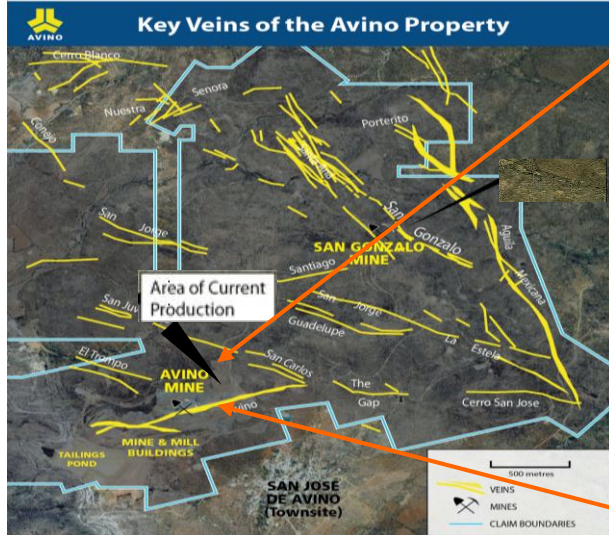 AVINO
Key Veins of the Avino Property
Cerro Blanco
Senora
Nuestra
Conejo
Porterito
San Gonzalo
SAN GONZALO
MINE
Aguila
Mexicana
San Jorge
Santiago
Area of Current
Production
San Juv
San Jorge
Guadelupe
La Estela
El Trompo
San Carlos
AVINO
MINE
The
Gap
Cerro San Jose
MINE & MILL
BUILDINGS
TAILINGS
POND
SAN JOSE
DE AVINO
(Townsite)
500 metres
VEINS
MINES
CLAIM BOUNDARIES